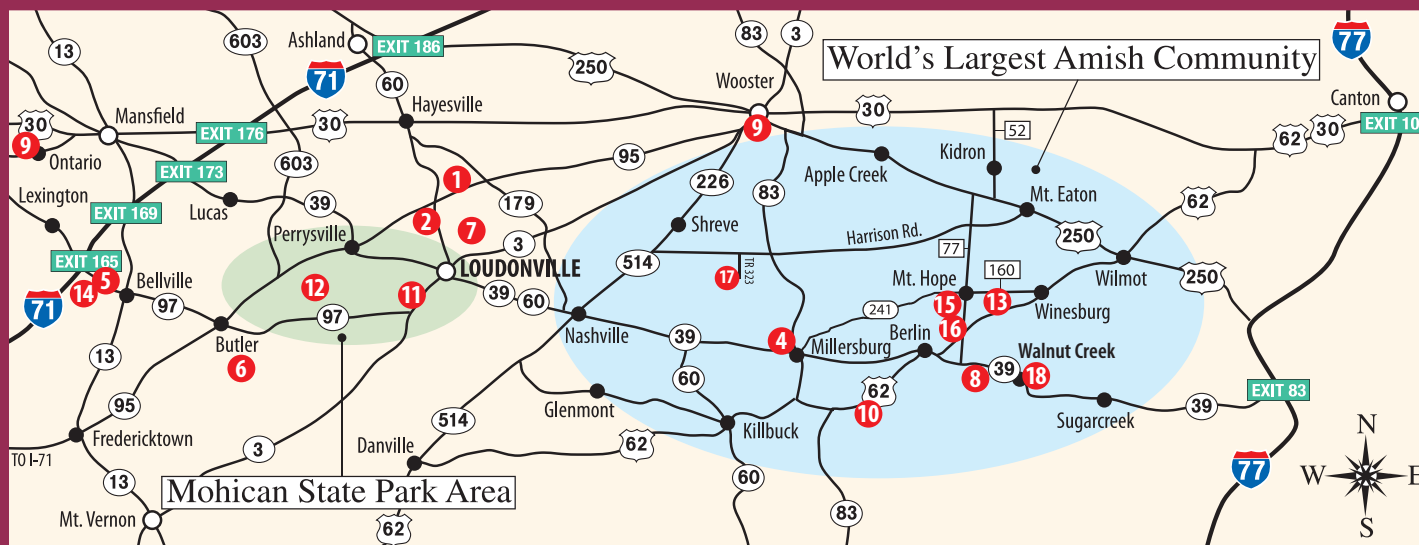 13
603
Ashland
EXIT 186
71
250
83
3
Wooster
World's Largest Amish Community
77
Canton
EXIT 10
60
Hayesville
Mansfield
30
EXIT 176
30
9
Ontario
9
30
52
62
30
EXIT 173
603
95
Kidron
Lexington
Lucas
39
1
226
83
Apple Creek
Mt. Eaton
62
EXIT 169
179
2
7
Shreve
Perrysville
3
Harrison Rd.
250
EXIT 165
5
14
Bellville
LOUDONVILLE
514
17
TR 323
77
160
Mt. Hope
Wilmot
250
71
12
11
39
60
15
13
97
97
241
16
Winesburg
Butler
6
Nashville
39
4
Millersburg
Berlin
Walnut Creek
13
60
8
39
18
EXIT 83
95
Glenmont
62
10
Sugarcreek
39
Fredericktown
514
Killbuck
TO I-71
3
Danville
62
77
N
W
E
S
13
Mohican State Park Area
60
83
Mt. Vernon
62